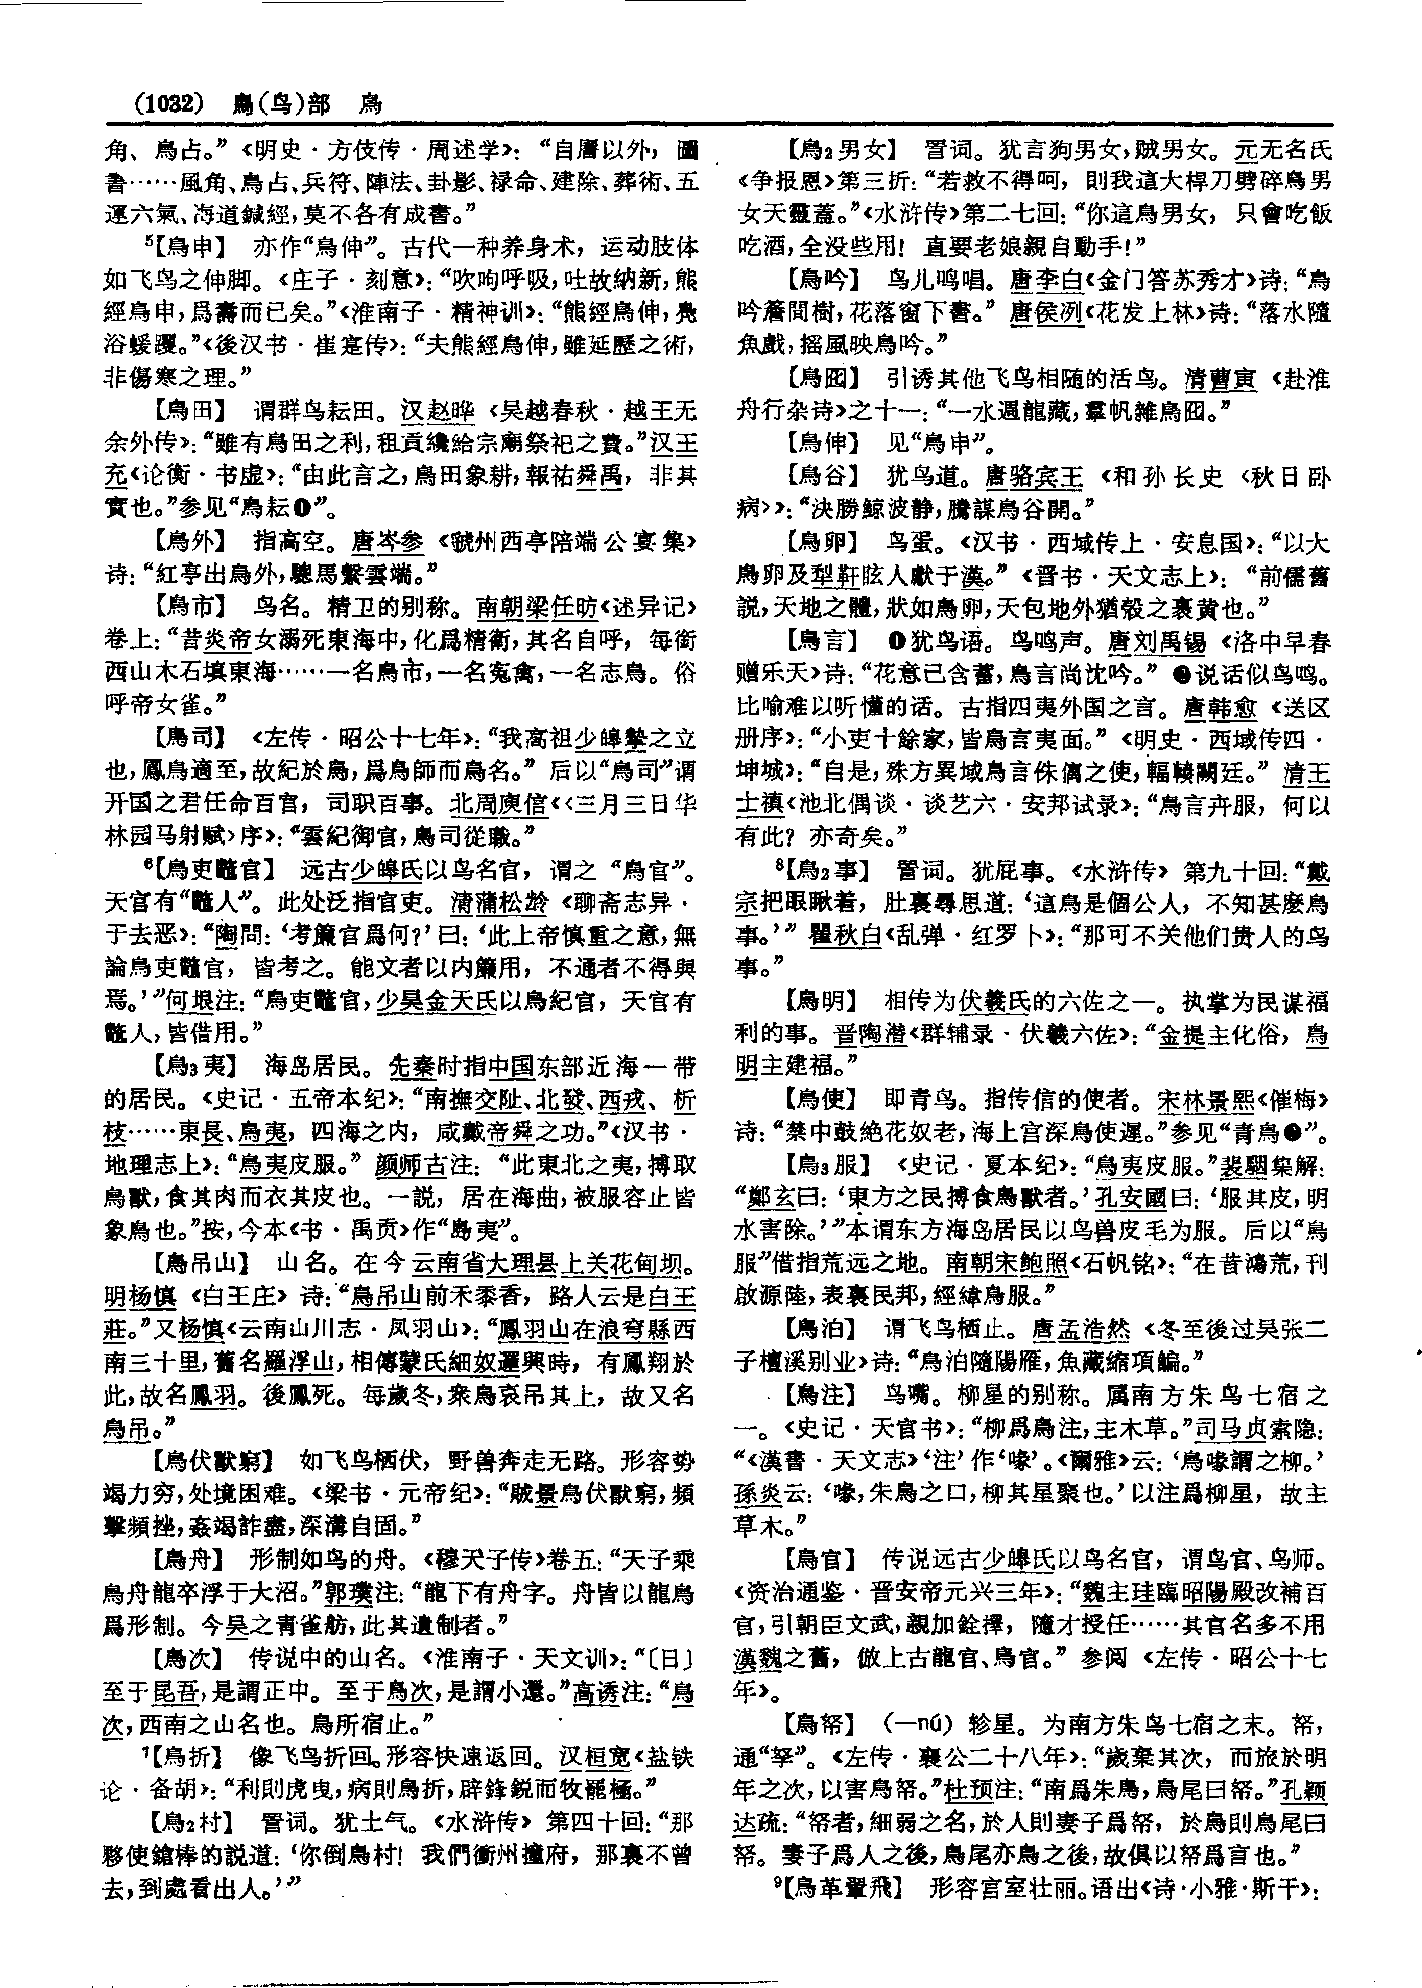 (1032) 鳥(鸟)部 鳥
角、鳥占。”《明史·方伎传·周述学》：“自曆以外，圖
書……風角、鳥占、兵符、陣法、卦影、禄命、建除、葬術、五
運六氣、海道鍼經，莫不各有成書。”
5【鳥申】 亦作“鳥伸”。古代一种养身术，运动肢体
如飞鸟之伸脚。《庄子·刻意》：“吹呴呼吸，吐故纳新，熊
經鳥申，爲壽而已矣。”《淮南子·精神训》：“熊經鳥伸，鳧
浴蝯躩。”《後汉书·崔寔传》：“夫熊經鳥伸，雖延歷之術，
非傷寒之理。”
【鳥田】 谓群鸟耘田。汉赵晔《吴越春秋·越王无
余外传》：“雖有鳥田之利，租貢纔給宗廟祭祀之費。”汉王
充《论衡·书虚》：“由此言之，鳥田象耕，報祐舜禹，非其
實也。”参见“鳥耘❶”。
【鳥外】 指高空。唐岑参《虢州西亭陪端公宴集》
诗：“紅亭出鳥外，驄馬繫雲端。”
【鳥市】 鸟名。精卫的别称。南朝梁任昉《述异记》
卷上：“昔炎帝女溺死東海中，化爲精衛，其名自呼，每銜
西山木石填東海……一名鳥市，一名冤禽，一名志鳥。俗
呼帝女雀。”
【鳥司】 《左传·昭公十七年》：“我高祖少皞摯之立
也，鳳鳥適至，故紀於鳥，爲鳥師而鳥名。”后以“鳥司”谓
开国之君任命百官，司职百事。北周庾信《〈三月三日华
林园马射赋〉序》：“雲紀御官，鳥司從職。”
6【鳥吏鼈官】 远古少皞氏以鸟名官，谓之“鳥官”。
天官有“鼈人”。此处泛指官吏。清蒲松龄《聊斋志异·
于去恶》：“陶問：‘考簾官爲何？’曰：‘此上帝慎重之意，無
論鳥吏鼈官，皆考之。能文者以内簾用，不通者不得與
焉。’”何垠注：“鳥吏鼈官，少昊金天氏以鳥紀官，天官有
鼈人，皆借用。”
【鳥3夷】 海岛居民。先秦时指中国东部近海一带
的居民。《史记·五帝本纪》：“南撫交阯、北發、西戎、析
枝……東長、鳥夷，四海之内，咸戴帝舜之功。”《汉书·
地理志上》：“鳥夷皮服。”颜师古注：“此東北之夷，搏取
鳥獸，食其肉而衣其皮也。一説，居在海曲，被服容止皆
象鳥也。”按，今本《书·禹贡》作“島夷”。
【鳥吊山】 山名。在今云南省大理县上关花甸坝。
明杨慎《白王庄》诗：“鳥吊山前禾黍香，路人云是白王
莊。”又杨慎《云南山川志·凤羽山》：“鳳羽山在浪穹縣西
南三十里，舊名羅浮山，相傳蒙氏細奴邏興時，有鳳翔於
此，故名鳳羽。後鳳死。每歲冬，衆鳥哀吊其上，故又名
鳥吊。”
【鳥伏獸窮】 如飞鸟栖伏，野兽奔走无路。形容势
竭力穷，处境困难。《梁书·元帝纪》：“賊景鳥伏獸窮，頻
擊頻挫，姦竭詐盡，深溝自固。”
【鳥舟】 形制如鸟的舟。《穆天子传》卷五：“天子乘
鳥舟龍卒浮于大沼。”郭璞注：“龍下有舟字。舟皆以龍鳥
爲形制。今吴之青雀舫，此其遺制者。”
【鳥次】 传说中的山名。《淮南子·天文训》：“〔日〕
至于昆吾，是謂正中。至于鳥次，是謂小還。”高诱注：“鳥
次，西南之山名也。鳥所宿止。”
7【鳥折】 像飞鸟折回。形容快速返回。汉桓宽《盐铁
论·备胡》：“利則虎曳，病則鳥折，辟鋒鋭而牧罷極。”
【鳥2村】 詈词。犹土气。《水浒传》第四十回：“那
夥使鎗棒的説道：‘你倒鳥村！我們衝州撞府，那裏不曾
去，到處看出人。’”
【鳥2男女】 詈词。犹言狗男女，贼男女。元无名氏
《争报恩》第三折：“若救不得呵，則我這大桿刀劈碎鳥男
女天靈蓋。”《水浒传》第二七回：“你這鳥男女，只會吃飯
吃酒，全没些用！直要老娘親自動手！”
【鳥吟】 鸟儿鸣唱。唐李白《金门答苏秀才》诗：“鳥
吟簷間樹，花落窗下書。”唐侯洌《花发上林》诗：“落水隨
魚戲，摇風映鳥吟。”
【鳥囮】 引诱其他飞鸟相随的活鸟。清曹寅《赴淮
舟行杂诗》之十一：“一水週龍藏，羣帆雜鳥囮。”
【鳥伸】 见“鳥申”。
【鳥谷】 犹鸟道。唐骆宾王《和孙长史〈秋日卧
病〉》：“決勝鯨波静，騰謀鳥谷開。”
【鳥卵】 鸟蛋。《汉书·西域传上·安息国》：“以大
鳥卵及犁靬眩人獻于漢。”《晋书·天文志上》：“前儒舊
説，天地之體，狀如鳥卵，天包地外猶殻之裹黄也。”
【鳥言】 ❶犹鸟语。鸟鸣声。唐刘禹锡《洛中早春
赠乐天》诗：“花意已含蓄，鳥言尚沈吟。”❷说话似鸟鸣。
比喻难以听懂的话。古指四夷外国之言。唐韩愈《送区
册序》：“小吏十餘家，皆鳥言夷面。”《明史·西域传四·
坤城》：“自是，殊方異域鳥言侏𠌯之使，輻輳闕廷。”清王
士禛《池北偶谈·谈艺六·安邦试录》：“鳥言卉服，何以
有此？亦奇矣。”
8【鳥2事】 詈词。犹屁事。《水浒传》第九十回：“戴
宗把眼瞅着，肚裏尋思道：‘這鳥是個公人，不知甚麽鳥
事。’”瞿秋白《乱弹·红萝卜》：“那可不关他们贵人的鸟
事。”
【鳥明】 相传为伏羲氏的六佐之一。执掌为民谋福
利的事。晋陶潜《群辅录·伏羲六佐》：“金提主化俗，鳥
明主建福。”
【鳥使】 即青鸟。指传信的使者。宋林景熙《催梅》
诗：“禁中鼓絶花奴老，海上宫深鳥使遲。”参见“青鳥❷”。
【鳥3服】 《史记·夏本纪》：“鳥夷皮服。”裴駰集解：
“鄭玄曰：‘東方之民搏食鳥獸者。’孔安國曰：‘服其皮，明
水害除。’”本谓东方海岛居民以鸟兽皮毛为服。后以“鳥
服”借指荒远之地。南朝宋鲍照《石帆铭》：“在昔鴻荒，刊
啟源陸，表裏民邦，經緯鳥服。”
【鳥泊】 谓飞鸟栖止。唐孟浩然《冬至後过吴张二
子檀溪别业》诗：“鳥泊隨陽雁，魚藏縮項鯿。”
【鳥注】 鸟嘴。柳星的别称。属南方朱鸟七宿之
一。《史记·天官书》：“柳爲鳥注，主木草。”司马贞索隐：
“《漢書·天文志》‘注’作‘喙’。《爾雅》云：‘鳥喙謂之柳。’
孫炎云：‘喙，朱鳥之口，柳其星聚也。’以注爲柳星，故主
草木。”
【鳥官】 传说远古少皞氏以鸟名官，谓鸟官、鸟师。
《资治通鉴·晋安帝元兴三年》：“魏主珪臨昭陽殿改補百
官，引朝臣文武，親加銓擇，隨才授任……其官名多不用
漢魏之舊，倣上古龍官、鳥官。”参阅《左传·昭公十七
年》。
【鳥帑】 （—nú）轸星。为南方朱鸟七宿之末。帑，
通“孥”。《左传·襄公二十八年》：“歲棄其次，而旅於明
年之次，以害鳥帑。”杜预注：“南爲朱鳥，鳥尾曰帑。”孔颖
达疏：“帑者，細弱之名，於人則妻子爲帑，於鳥則鳥尾曰
帑。妻子爲人之後，鳥尾亦鳥之後，故俱以帑爲言也。”
9【鳥革翬飛】 形容宫室壮丽。语出《诗·小雅·斯干》：